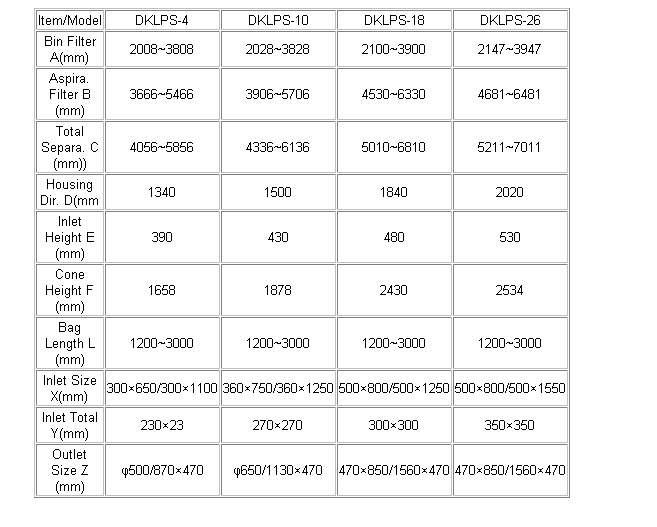 Item/Model DKLPS-4 DKLPS-10 DKLPS-18 DKLPS-26
Bin Filter
A(mm) 2008~3808 2028~3828 2100~3900 2147~3947
Aspira.
Filter B
(mm) 3666~5466 3906~5706 4530~6330 4681~6481
Total
Separa. C
(mm)) 4056~5856 4336~6136 5010~6810 5211~7011
Housing
Dir. D(mm 1340 1500 1840 2020
Inlet
Height E
(mm) 390 430 480 530
Cone
Height F
(mm) 1658 1878 2430 2534
Bag
Length L
(mm) 1200~3000 1200~3000 1200~3000 1200~3000
Inlet Size
X(mm) 300×650/300×1100 360×750/360×1250 500×800/500×1250 500×800/500×1550
Inlet Total
Y(mm) 230×23 270×270 300×300 350×350
Outlet
Size Z
(mm) φ500/870×470 φ650/1130×470 470×850/1560×470 470×850/1560×470